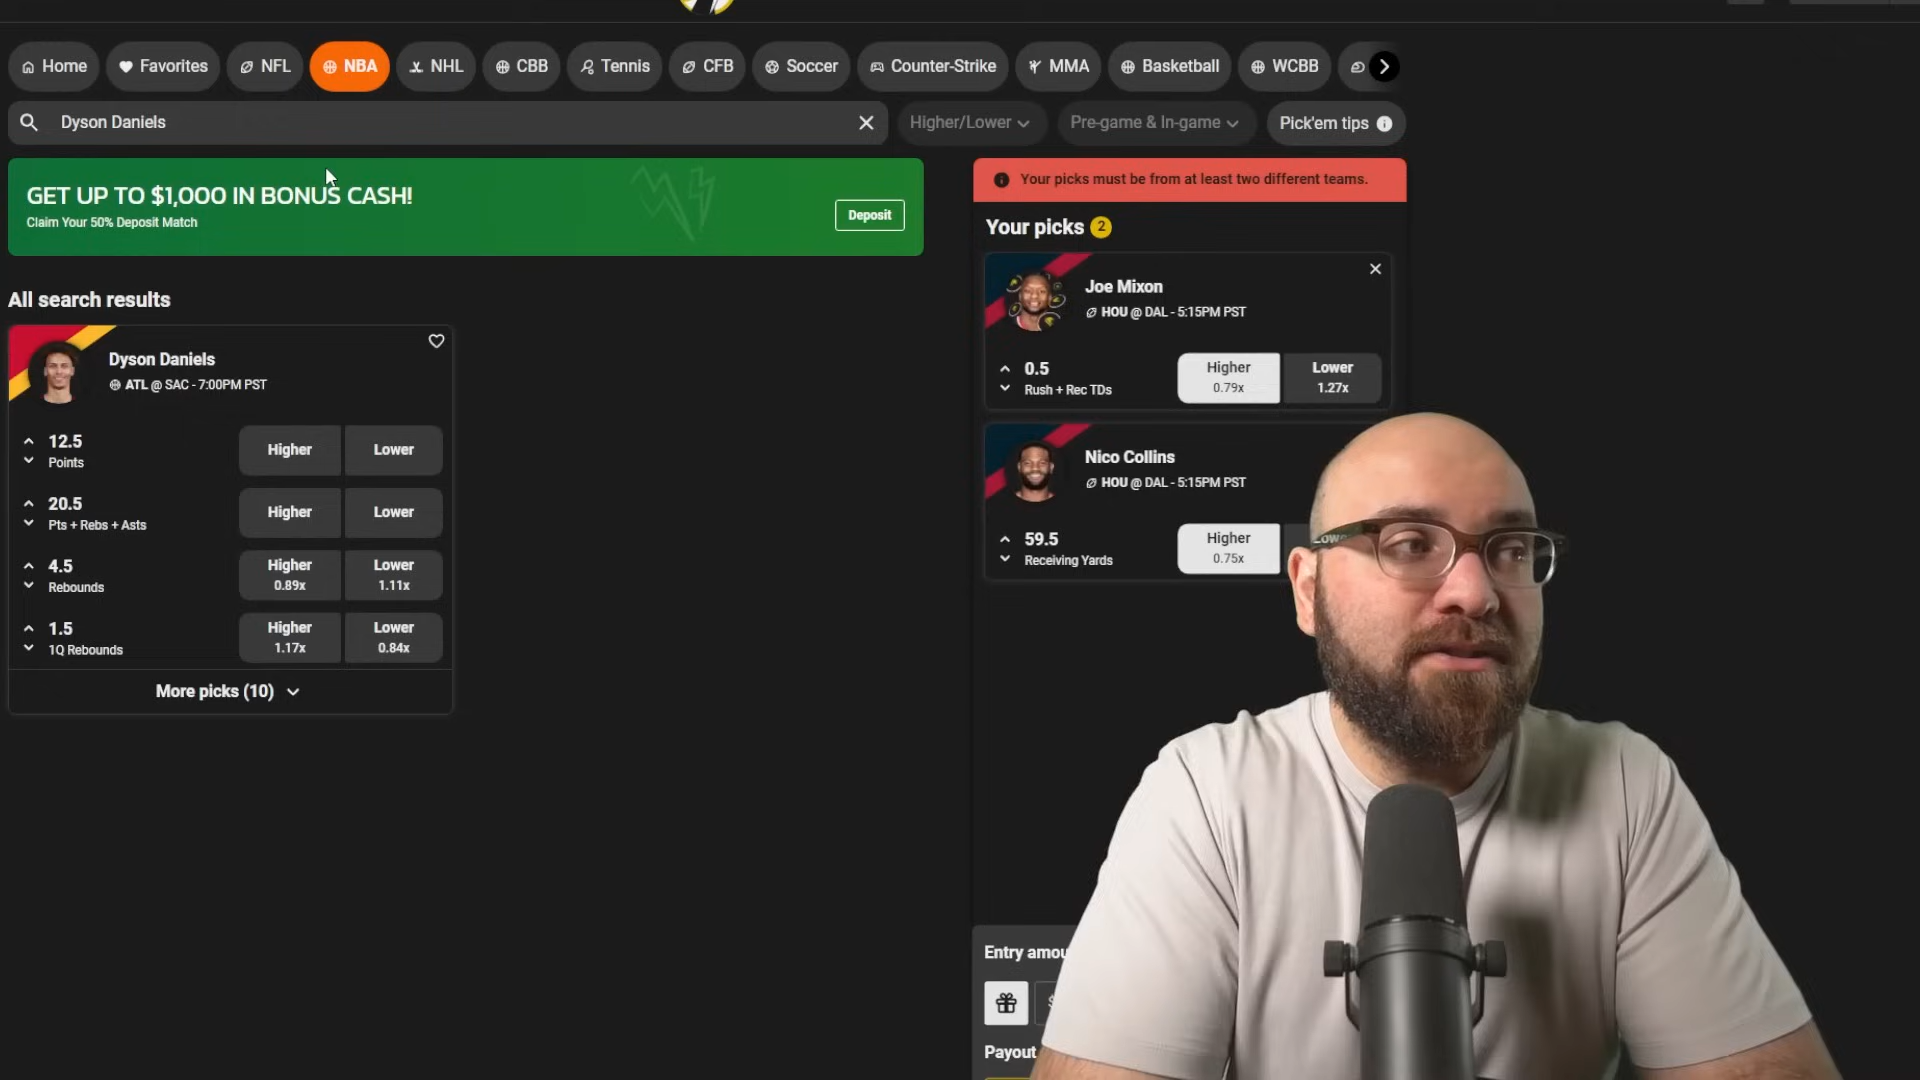 Home
Favorites
NFL
NBA
NHL
CBB
Tennis
CFB
Soccer
Counter-Strike
MMA
Basketball
WCBB
Dyson Daniels
Higher/Lower
Pre-game & In-game
Pick'em tips
GET UP TO $1,000 IN BONUS CASH!
Claim Your 50% Deposit Match
Deposit
All search results
Dyson Daniels
ATL @ SAC - 7:00PM PST
12.5
Points
Higher
Lower
20.5
Pts + Rebs + Asts
Higher
Lower
4.5
Rebounds
Higher
0.89x
Lower
1.11x
1.5
1Q Rebounds
Higher
1.17x
Lower
0.84x
More picks (10)
Your picks must be from at least two different teams.
Your picks 2
Joe Mixon
HOU @ DAL - 5:15PM PST
0.5
Rush + Rec TDs
Higher
0.79x
Lower
1.27x
Nico Collins
HOU @ DAL - 5:15PM PST
59.5
Receiving Yards
Higher
0.75x
Entry
Payout